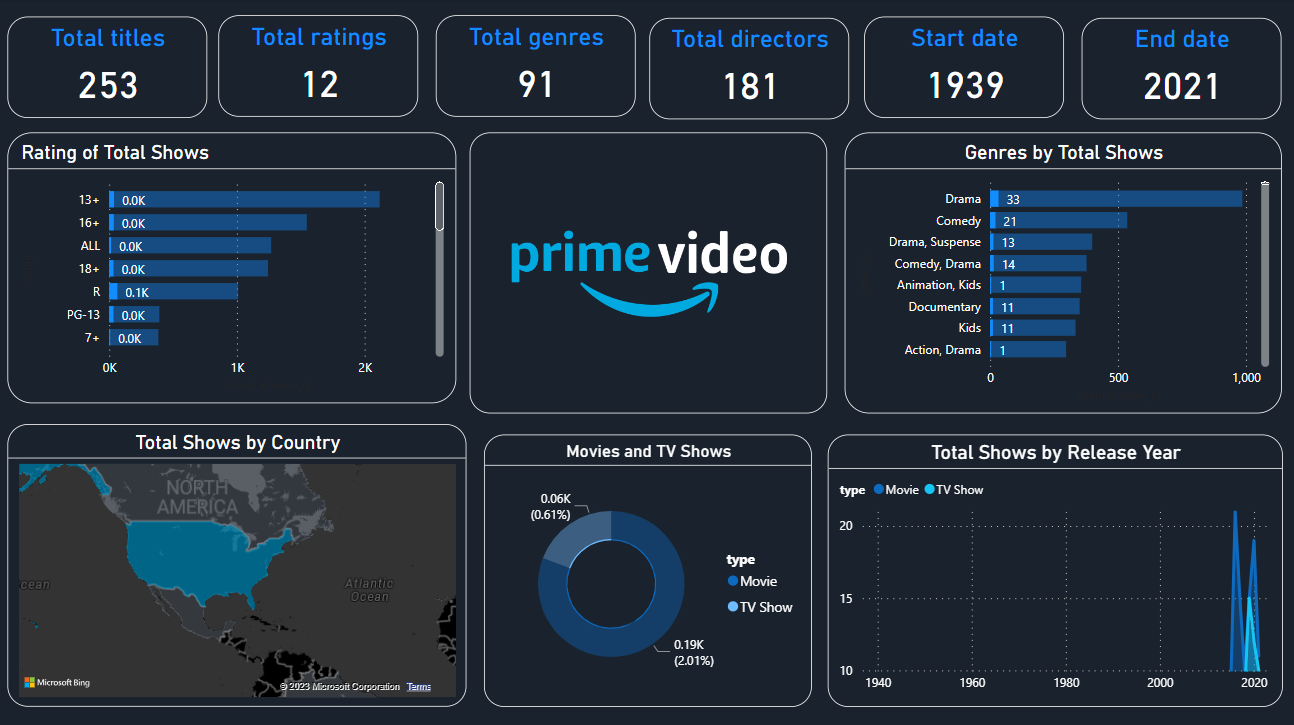 Total titles
253
Total ratings
12
Total genres
91
Total directors
181
Start date
1939
End date
2021
Rating of Total Shows
13+ 0.0K
16+ 0.0K
ALL 0.0K
18+ 0.0K
R 0.1K
PG-13 0.0K
7+ 0.0K
0K 1K 2K
prime video
Genres by Total Shows
Drama 33
Comedy 21
Drama, Suspense 13
Comedy, Drama 14
Animation, Kids 1
Documentary 11
Kids 11
Action, Drama 1
0 500 1,000
Total Shows by Country
NORTH
AMERICA
cean
Atlantic
Ocean
Microsoft Bing
© 2023 Microsoft Corporation Terms
Movies and TV Shows
0.06K
(0.61%)
type
Movie
TV Show
0.19K
(2.01%)
Total Shows by Release Year
type Movie TV Show
20
15
10
1940 1960 1980 2000 2020